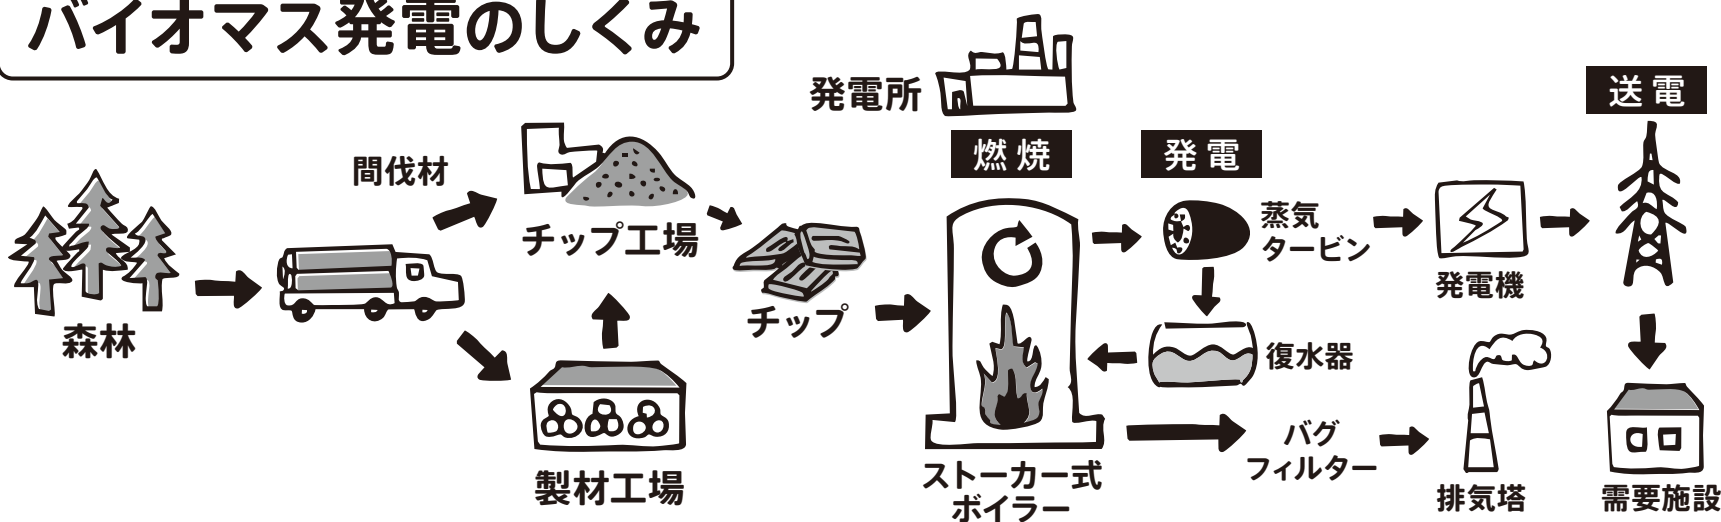 バイオマス発電のしくみ
発電所
森林
間伐材
チップ工場
製材工場
チップ
燃焼
ストーカー式
ボイラー
発電
蒸気
タービン
復水器
バグ
フィルター
発電機
排気塔
送電
需要施設